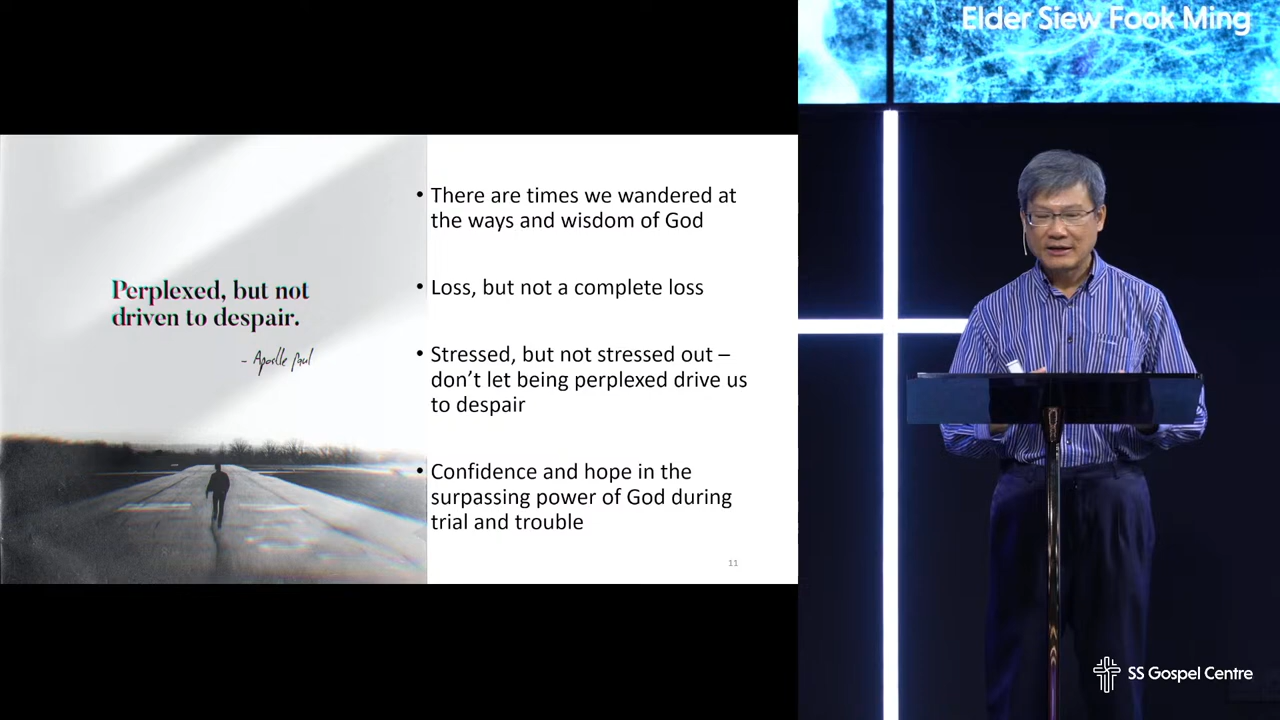 Elder Siew Fook Ming
Perplexed, but not
driven to despair.
- Apostle Paul
• There are times we wandered at
the ways and wisdom of God
• Loss, but not a complete loss
• Stressed, but not stressed out –
don’t let being perplexed drive us
to despair
• Confidence and hope in the
surpassing power of God during
trial and trouble
11
SS Gospel Centre